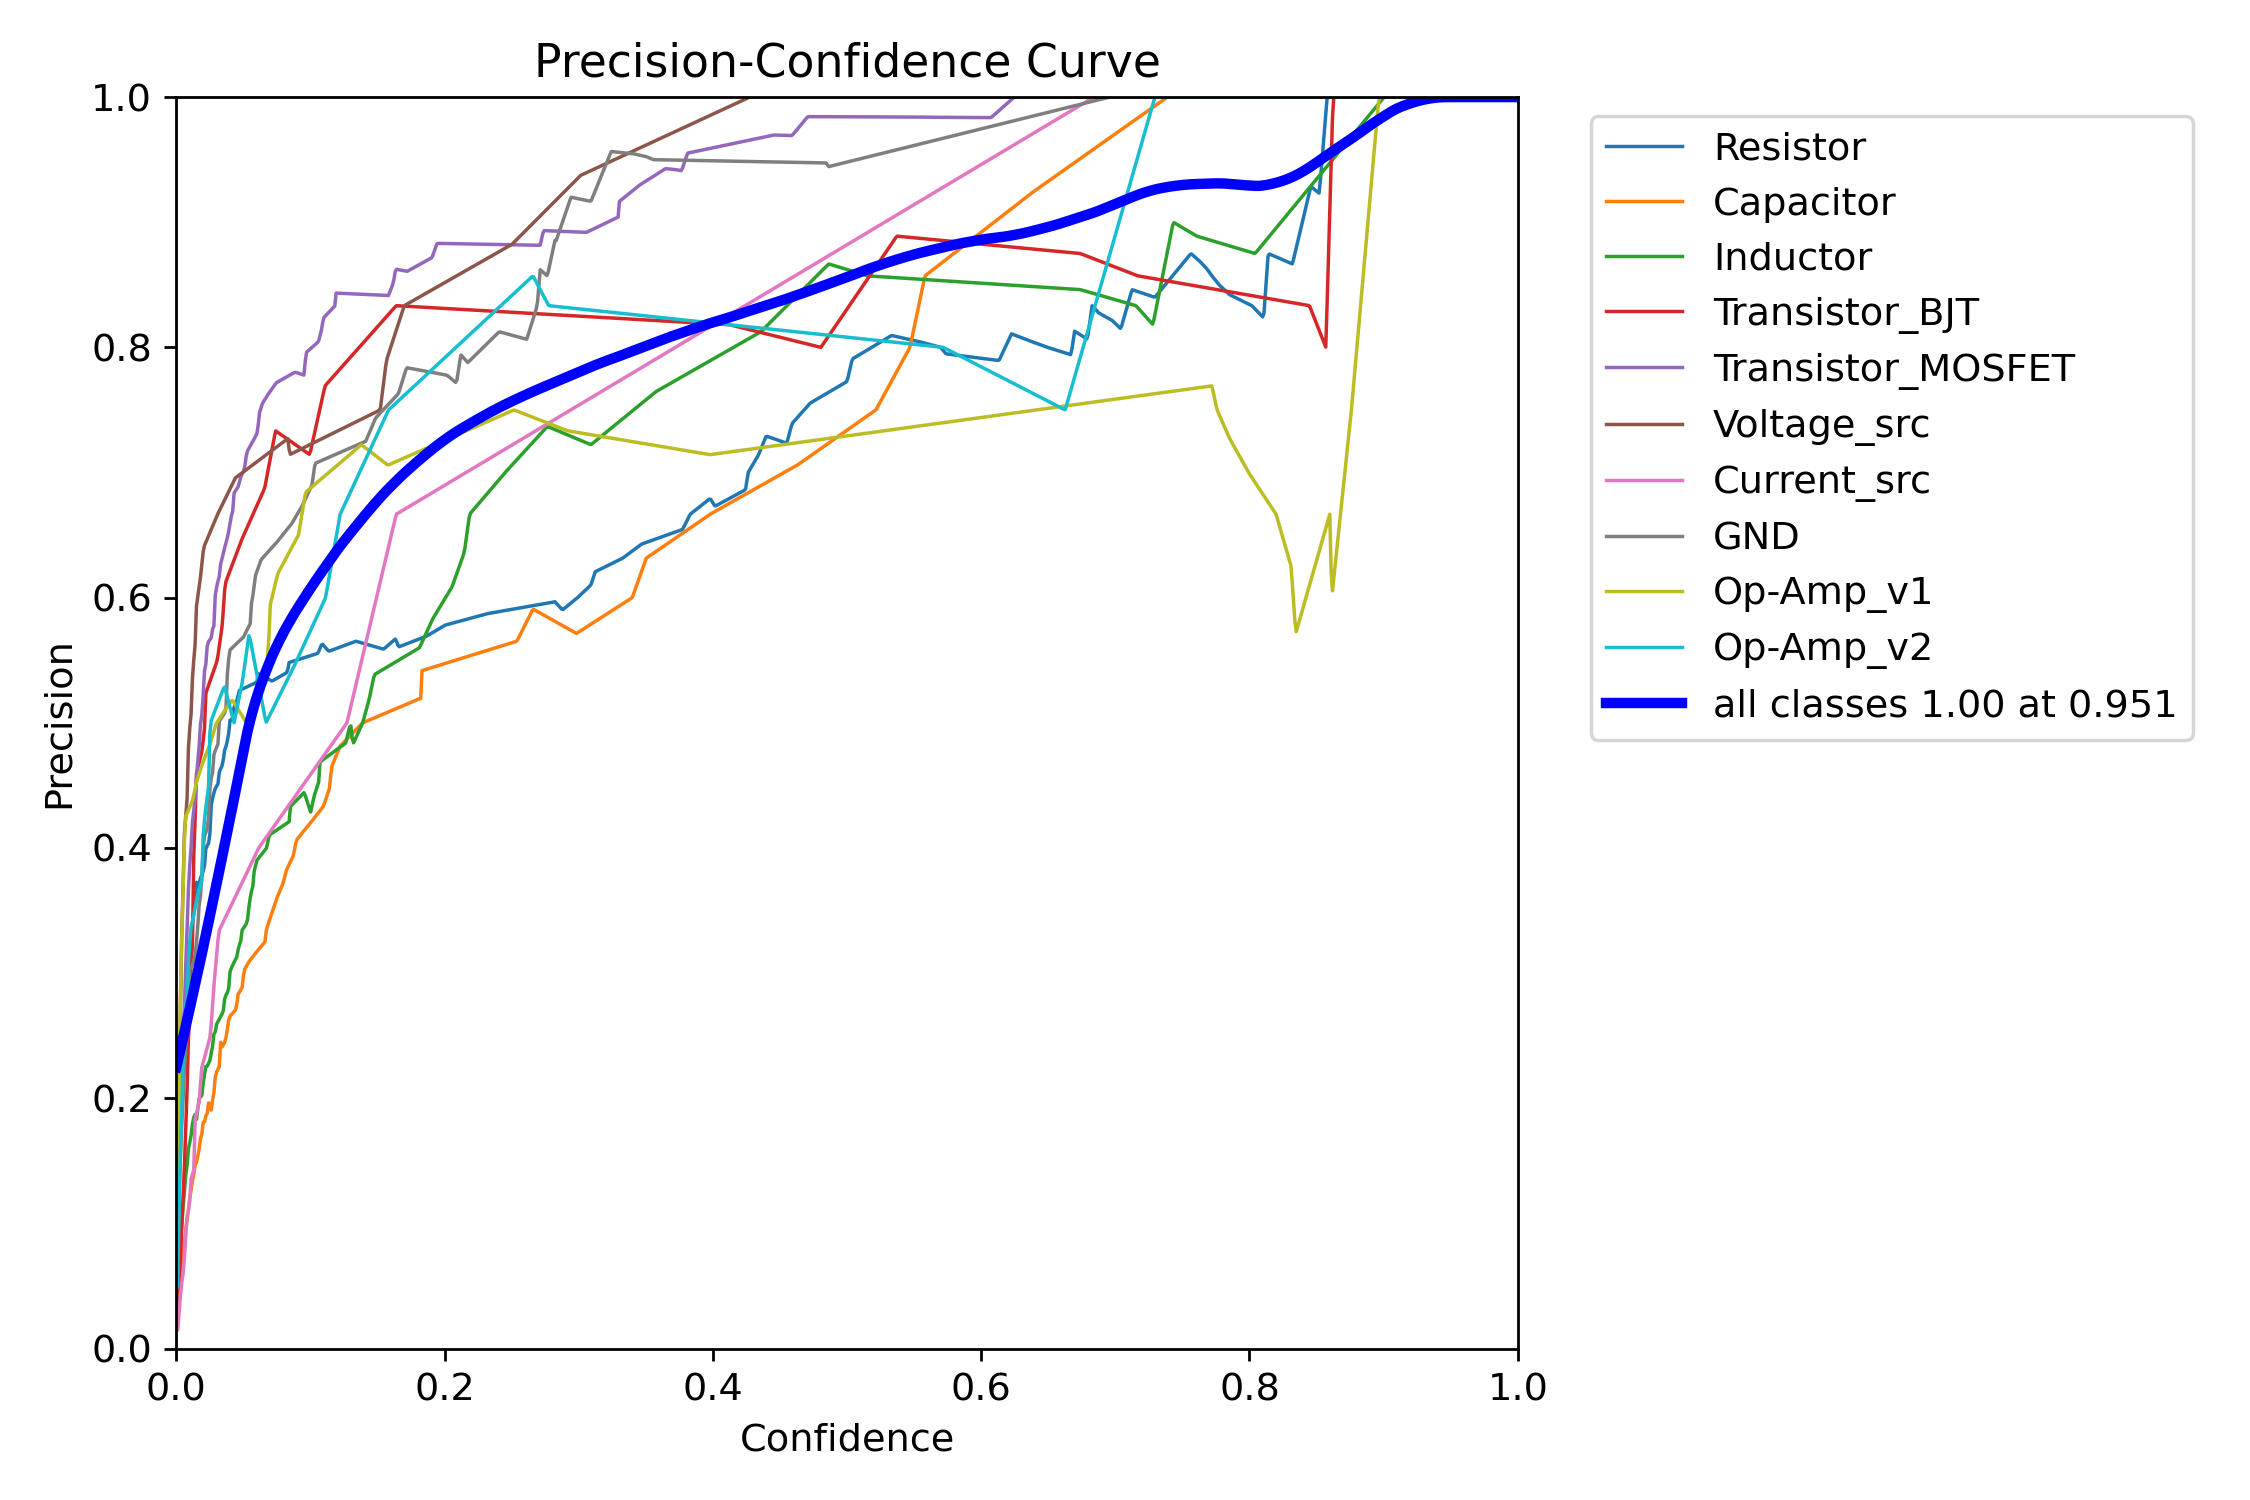 Precision-Confidence Curve
1.0
0.8
0.6
0.4
0.2
0.0
Precision
0.0 0.2 0.4 0.6 0.8 1.0
Confidence
Resistor
Capacitor
Inductor
Transistor_BJT
Transistor_MOSFET
Voltage_src
Current_src
GND
Op-Amp_v1
Op-Amp_v2
all classes 1.00 at 0.951